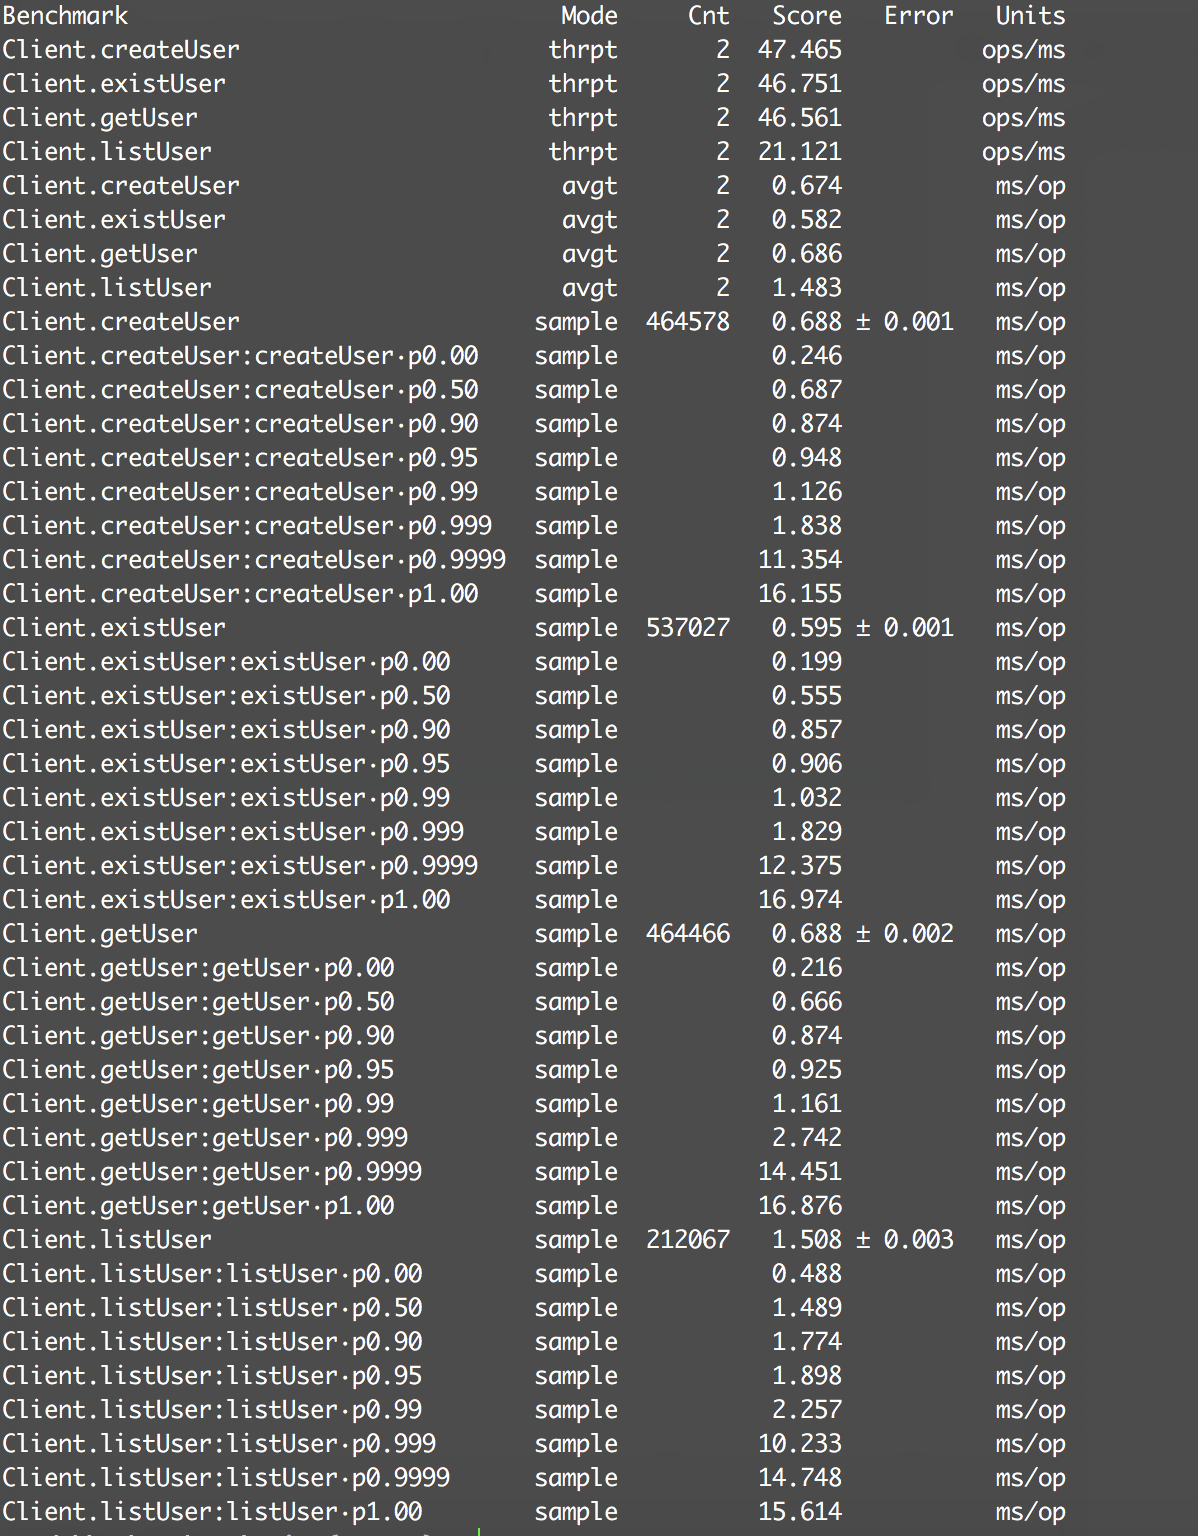 Benchmark Mode Cnt Score Error Units
Client.createUser thrpt 2 47.465 ops/ms
Client.existUser thrpt 2 46.751 ops/ms
Client.getUser thrpt 2 46.561 ops/ms
Client.listUser thrpt 2 21.121 ops/ms
Client.createUser avgt 2 0.674 ms/op
Client.existUser avgt 2 0.582 ms/op
Client.getUser avgt 2 0.686 ms/op
Client.listUser avgt 2 1.483 ms/op
Client.createUser sample 464578 0.688 ± 0.001 ms/op
Client.createUser:createUser·p0.00 sample 0.246 ms/op
Client.createUser:createUser·p0.50 sample 0.687 ms/op
Client.createUser:createUser·p0.90 sample 0.874 ms/op
Client.createUser:createUser·p0.95 sample 0.948 ms/op
Client.createUser:createUser·p0.99 sample 1.126 ms/op
Client.createUser:createUser·p0.999 sample 1.838 ms/op
Client.createUser:createUser·p0.9999 sample 11.354 ms/op
Client.createUser:createUser·p1.00 sample 16.155 ms/op
Client.existUser sample 537027 0.595 ± 0.001 ms/op
Client.existUser:existUser·p0.00 sample 0.199 ms/op
Client.existUser:existUser·p0.50 sample 0.555 ms/op
Client.existUser:existUser·p0.90 sample 0.857 ms/op
Client.existUser:existUser·p0.95 sample 0.906 ms/op
Client.existUser:existUser·p0.99 sample 1.032 ms/op
Client.existUser:existUser·p0.999 sample 1.829 ms/op
Client.existUser:existUser·p0.9999 sample 12.375 ms/op
Client.existUser:existUser·p1.00 sample 16.974 ms/op
Client.getUser sample 464466 0.688 ± 0.002 ms/op
Client.getUser:getUser·p0.00 sample 0.216 ms/op
Client.getUser:getUser·p0.50 sample 0.666 ms/op
Client.getUser:getUser·p0.90 sample 0.874 ms/op
Client.getUser:getUser·p0.95 sample 0.925 ms/op
Client.getUser:getUser·p0.99 sample 1.161 ms/op
Client.getUser:getUser·p0.999 sample 2.742 ms/op
Client.getUser:getUser·p0.9999 sample 14.451 ms/op
Client.getUser:getUser·p1.00 sample 16.876 ms/op
Client.listUser sample 212067 1.508 ± 0.003 ms/op
Client.listUser:listUser·p0.00 sample 0.488 ms/op
Client.listUser:listUser·p0.50 sample 1.489 ms/op
Client.listUser:listUser·p0.90 sample 1.774 ms/op
Client.listUser:listUser·p0.95 sample 1.898 ms/op
Client.listUser:listUser·p0.99 sample 2.257 ms/op
Client.listUser:listUser·p0.999 sample 10.233 ms/op
Client.listUser:listUser·p0.9999 sample 14.748 ms/op
Client.listUser:listUser·p1.00 sample 15.614 ms/op